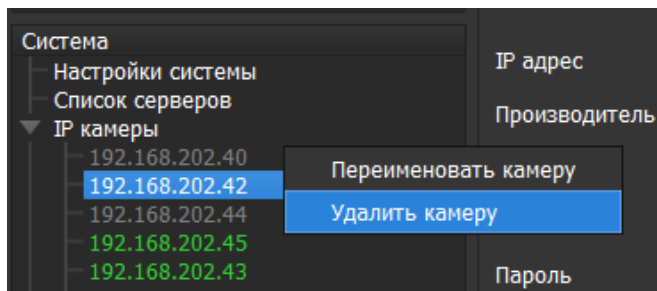 Система
Настройки системы
Список серверов
IP камеры
192.168.202.40
192.168.202.42
192.168.202.44
192.168.202.45
192.168.202.43
Переименовать камеру
Удалить камеру
IP адрес
Производитель
Пароль